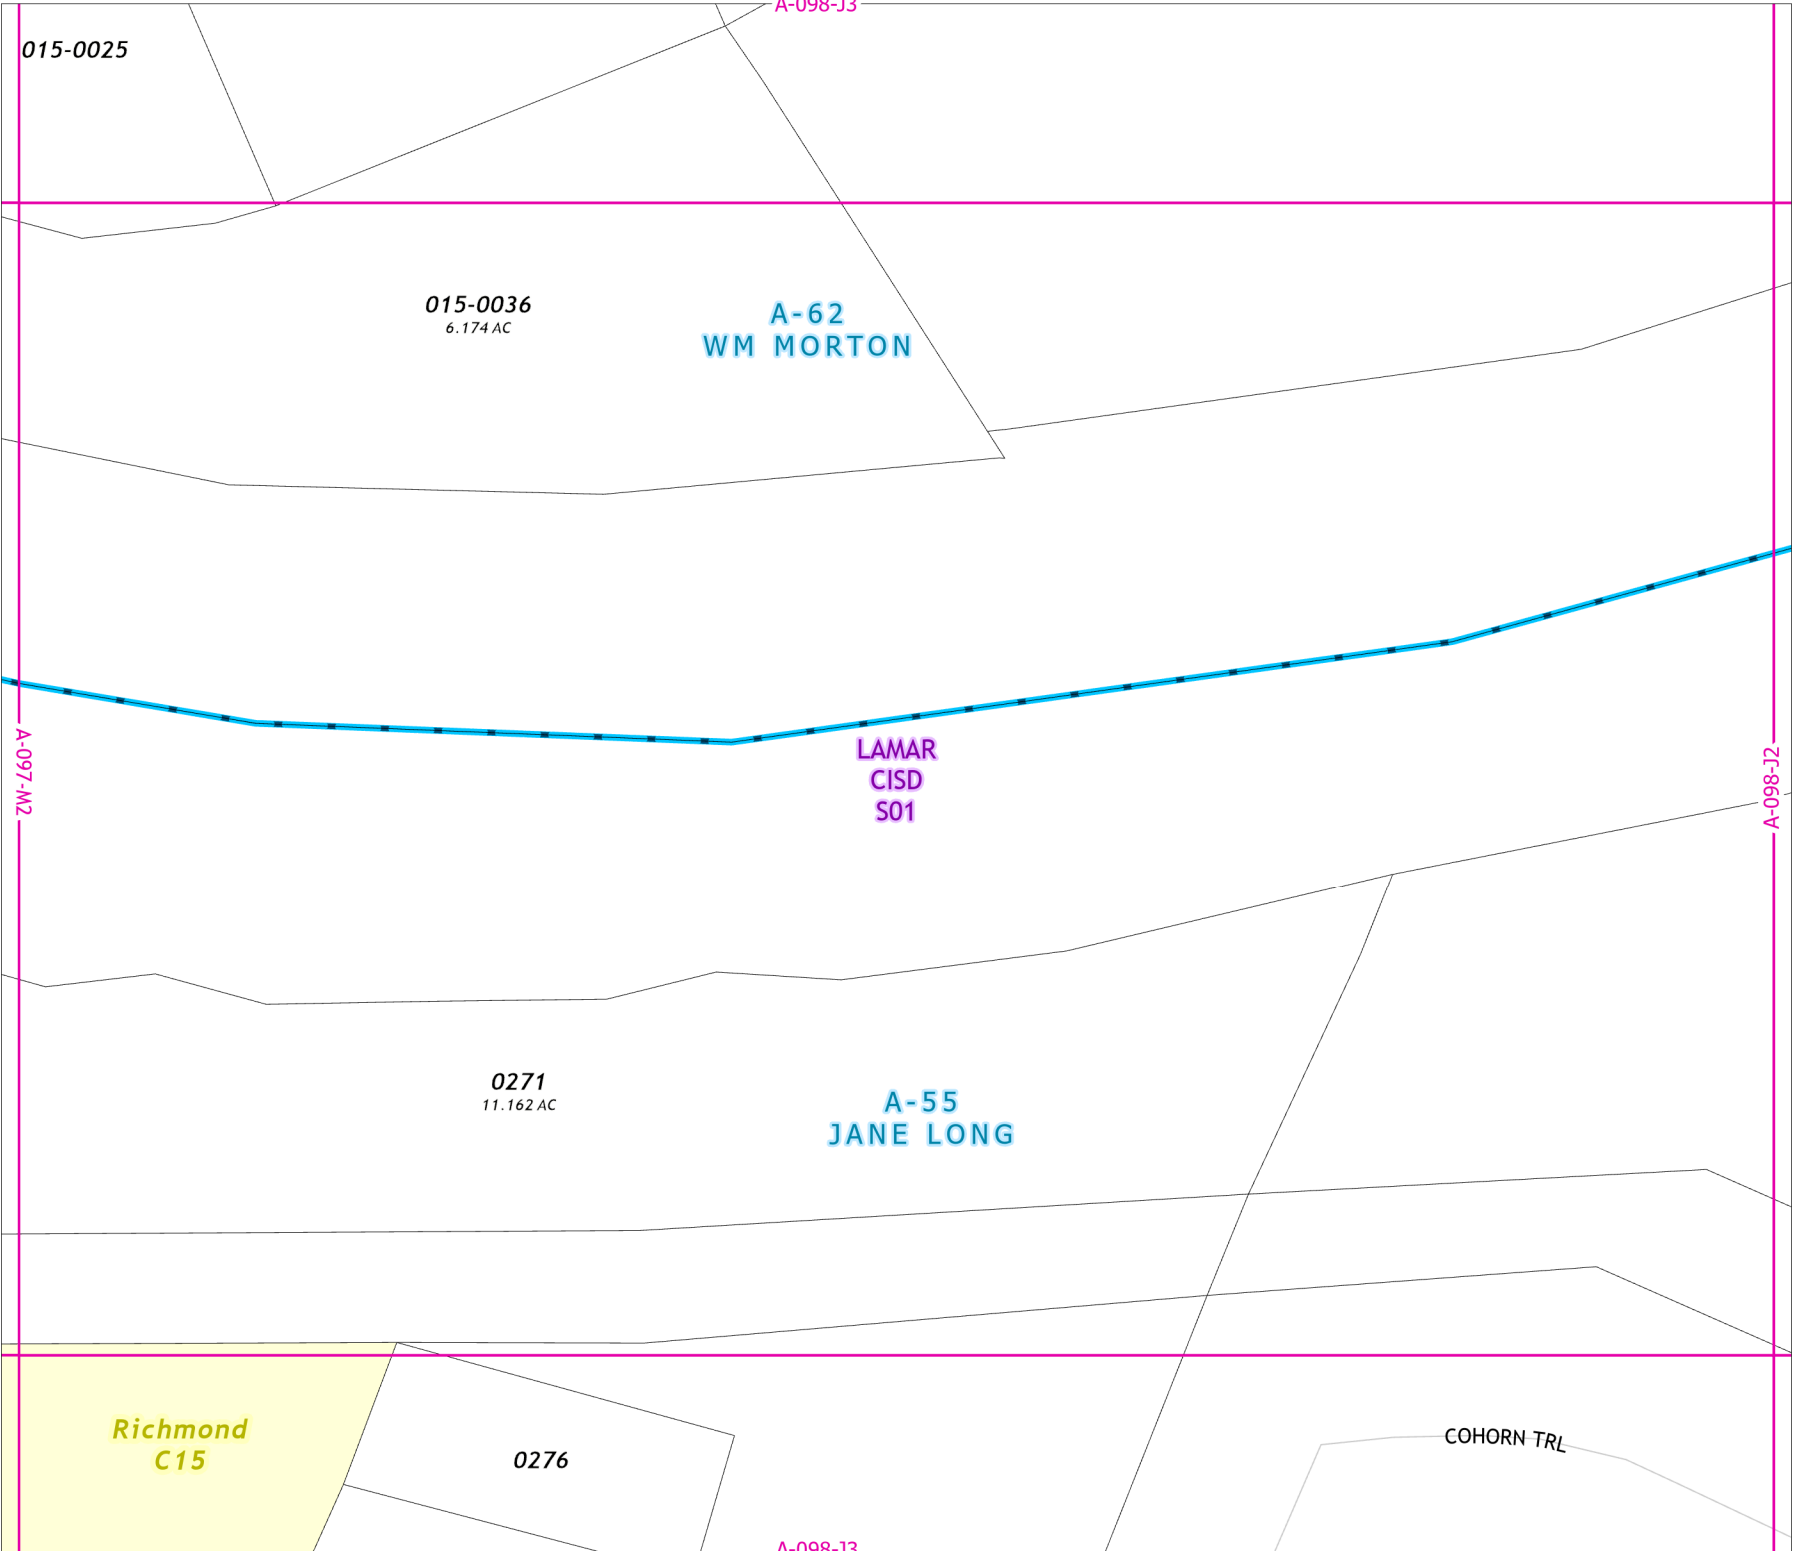 A-098-J3
015-0025
015-0036
6.174 AC
A-62
WM MORTON
A-097-M2
LAMAR
CISD
S01
A-098-J2
0271
11.162 AC
A-55
JANE LONG
Richmond
C15
0276
COHORN TRL
A-098-J3